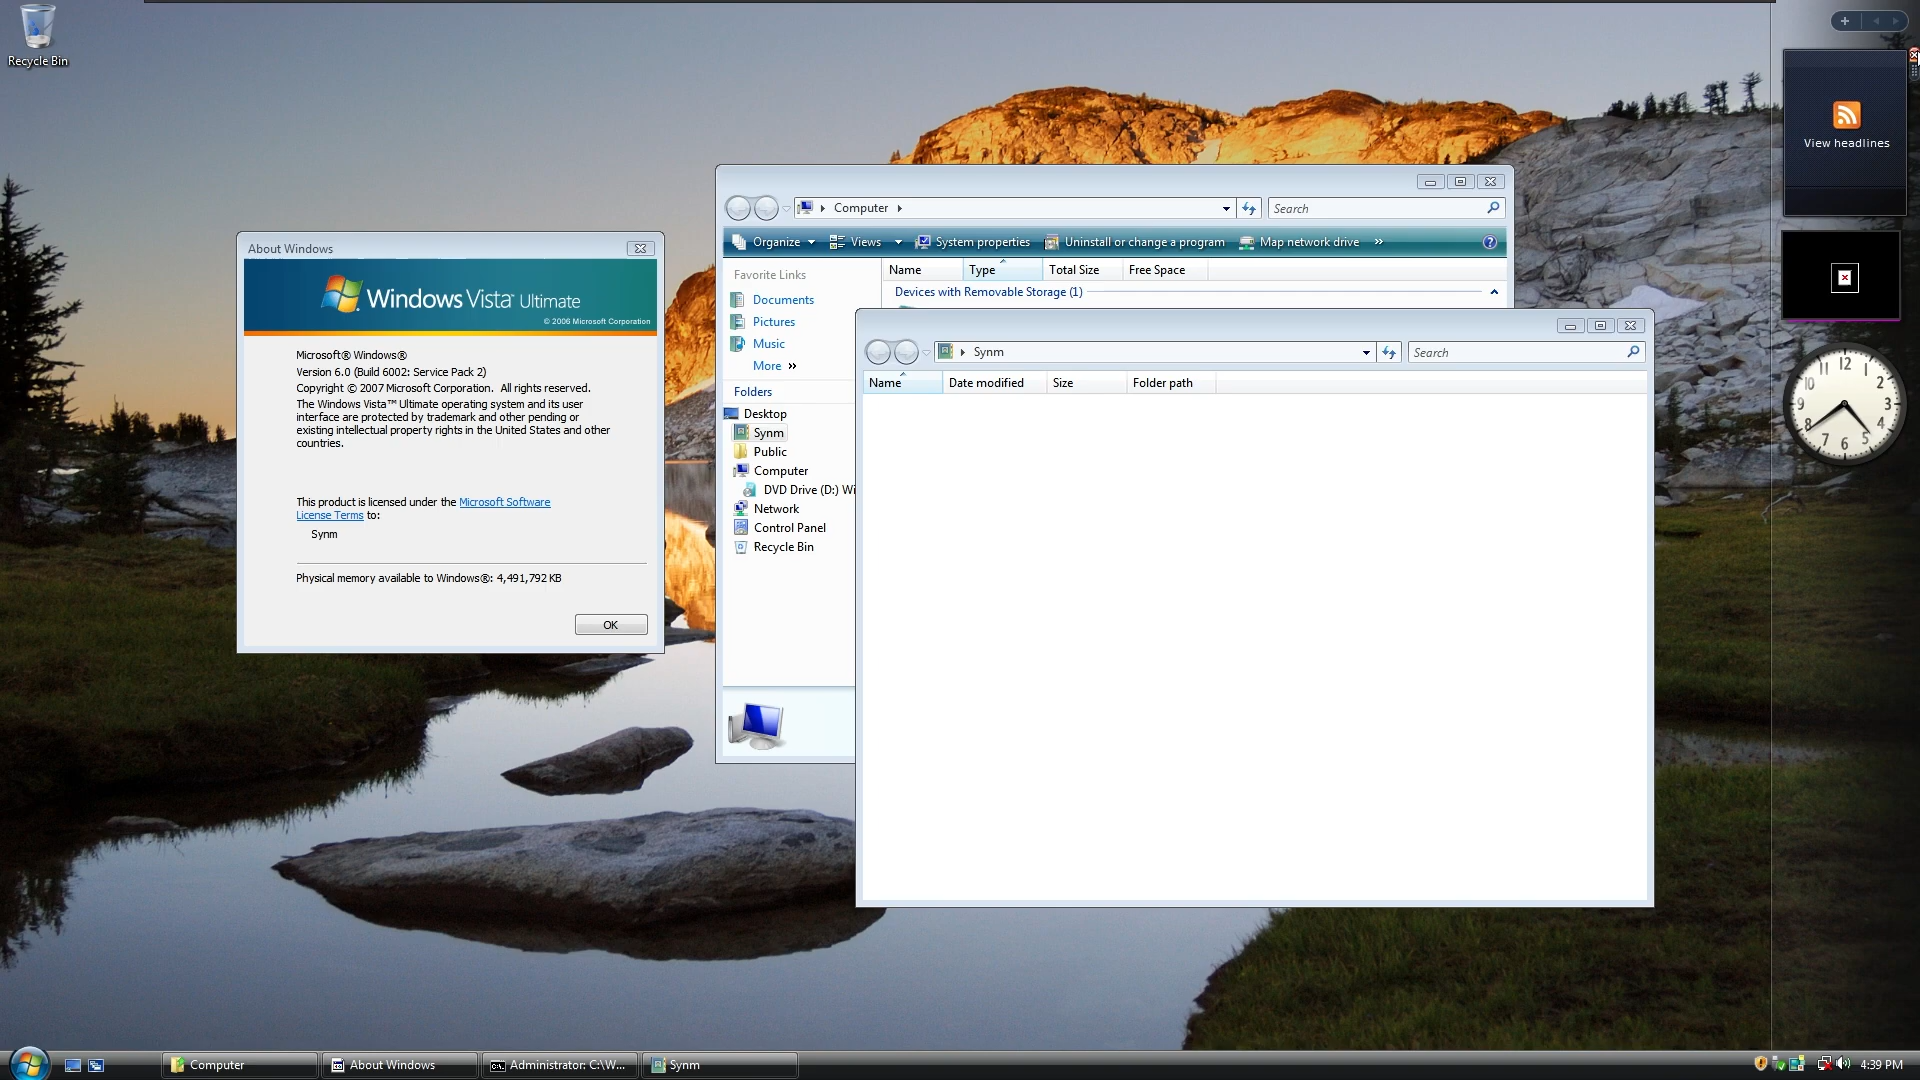 Recycle Bin
View headlines
12
1
2
3
4
5
6
7
8
9
10
11
About Windows
Windows Vista™ Ultimate
© 2006 Microsoft Corporation
Microsoft® Windows®
Version 6.0 (Build 6002: Service Pack 2)
Copyright © 2007 Microsoft Corporation. All rights reserved.
The Windows Vista™ Ultimate operating system and its user
interface are protected by trademark and other pending or
existing intellectual property rights in the United States and other
countries.
This product is licensed under the Microsoft Software
License Terms to:
Synm
Physical memory available to Windows®: 4,491,792 KB
OK
Computer
Search
Organize Views System properties Uninstall or change a program Map network drive »
Favorite Links
Documents
Pictures
Music
More »
Folders
Desktop
Synm
Public
Computer
DVD Drive (D:) Wi
Network
Control Panel
Recycle Bin
Name Type Total Size Free Space
Devices with Removable Storage (1)
Synm
Search
Name Date modified Size Folder path
Computer
About Windows
Administrator: C:\W...
Synm
4:39 PM